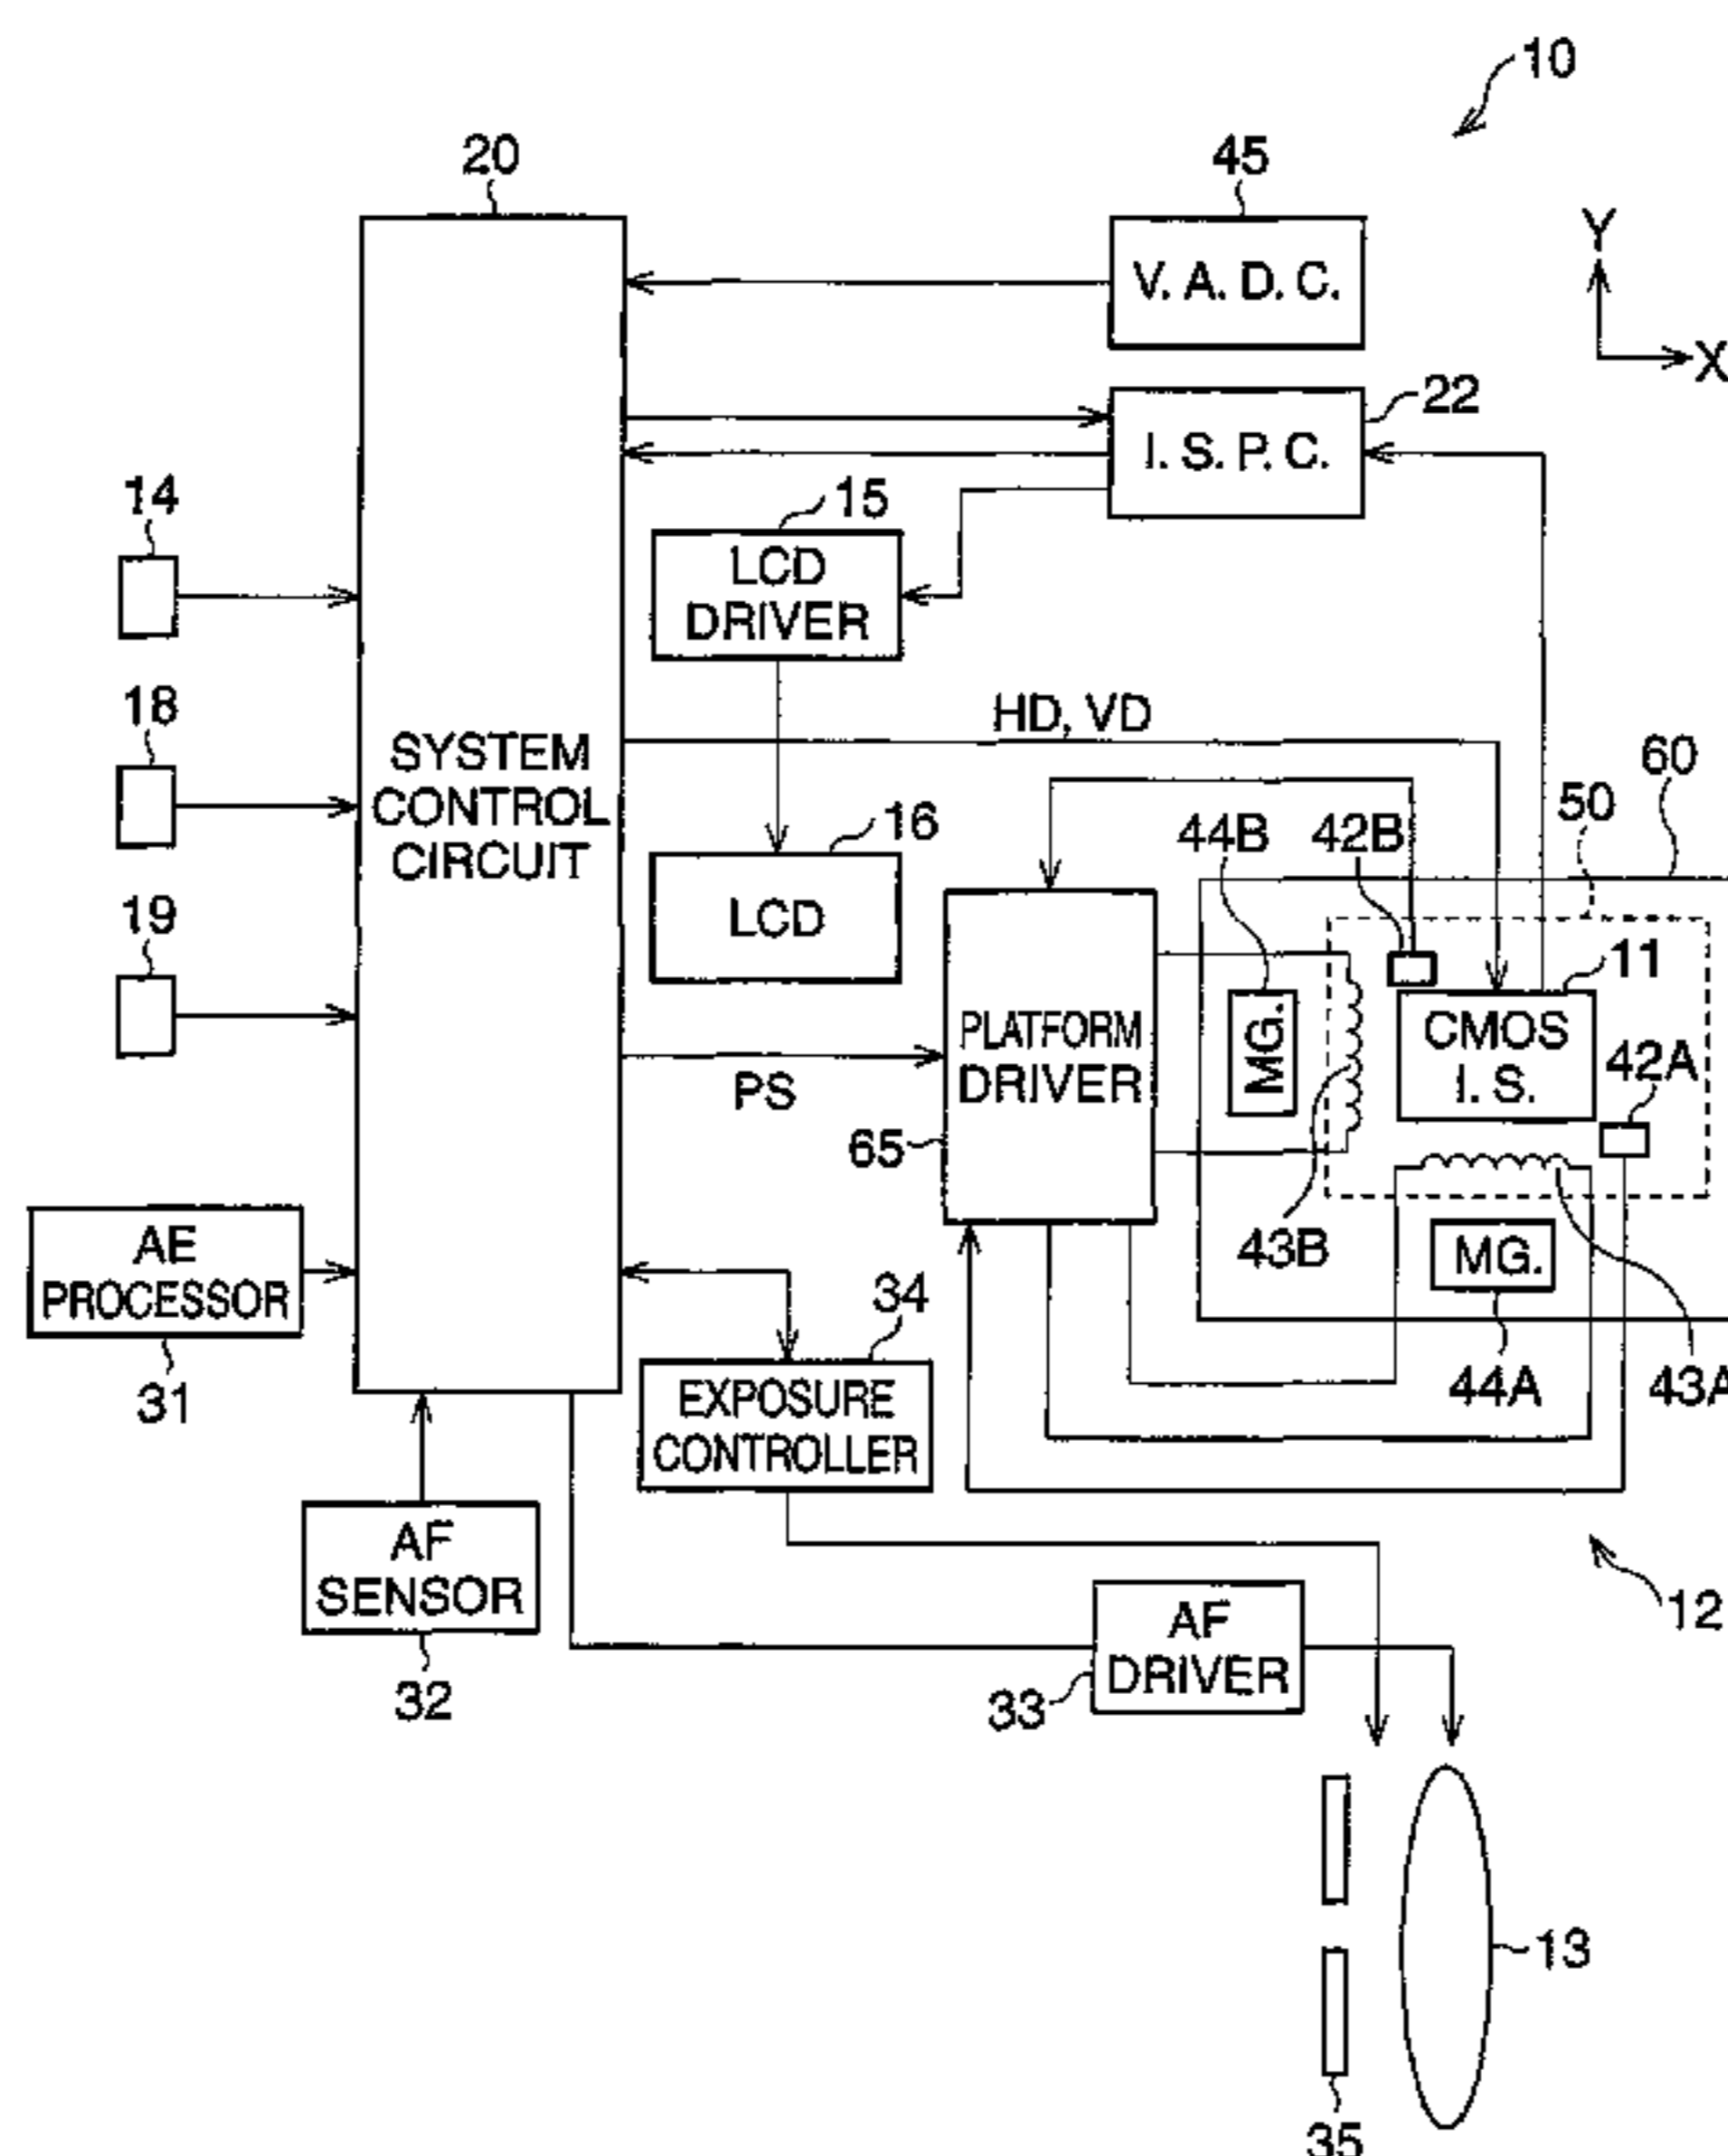 10
20
45
V. A. D. C.
Y
X
22
I. S. P. C.
14
15
LCD
DRIVER
18
HD, VD
SYSTEM
CONTROL
CIRCUIT
60
50
16
44B
42B
LCD
19
11
MG.
CMOS
I. S.
42A
PLATFORM
DRIVER
PS
65
43B
MG.
AE
PROCESSOR
34
31
44A
43A
EXPOSURE
CONTROLLER
AF
SENSOR
12
32
AF
DRIVER
33
13
35